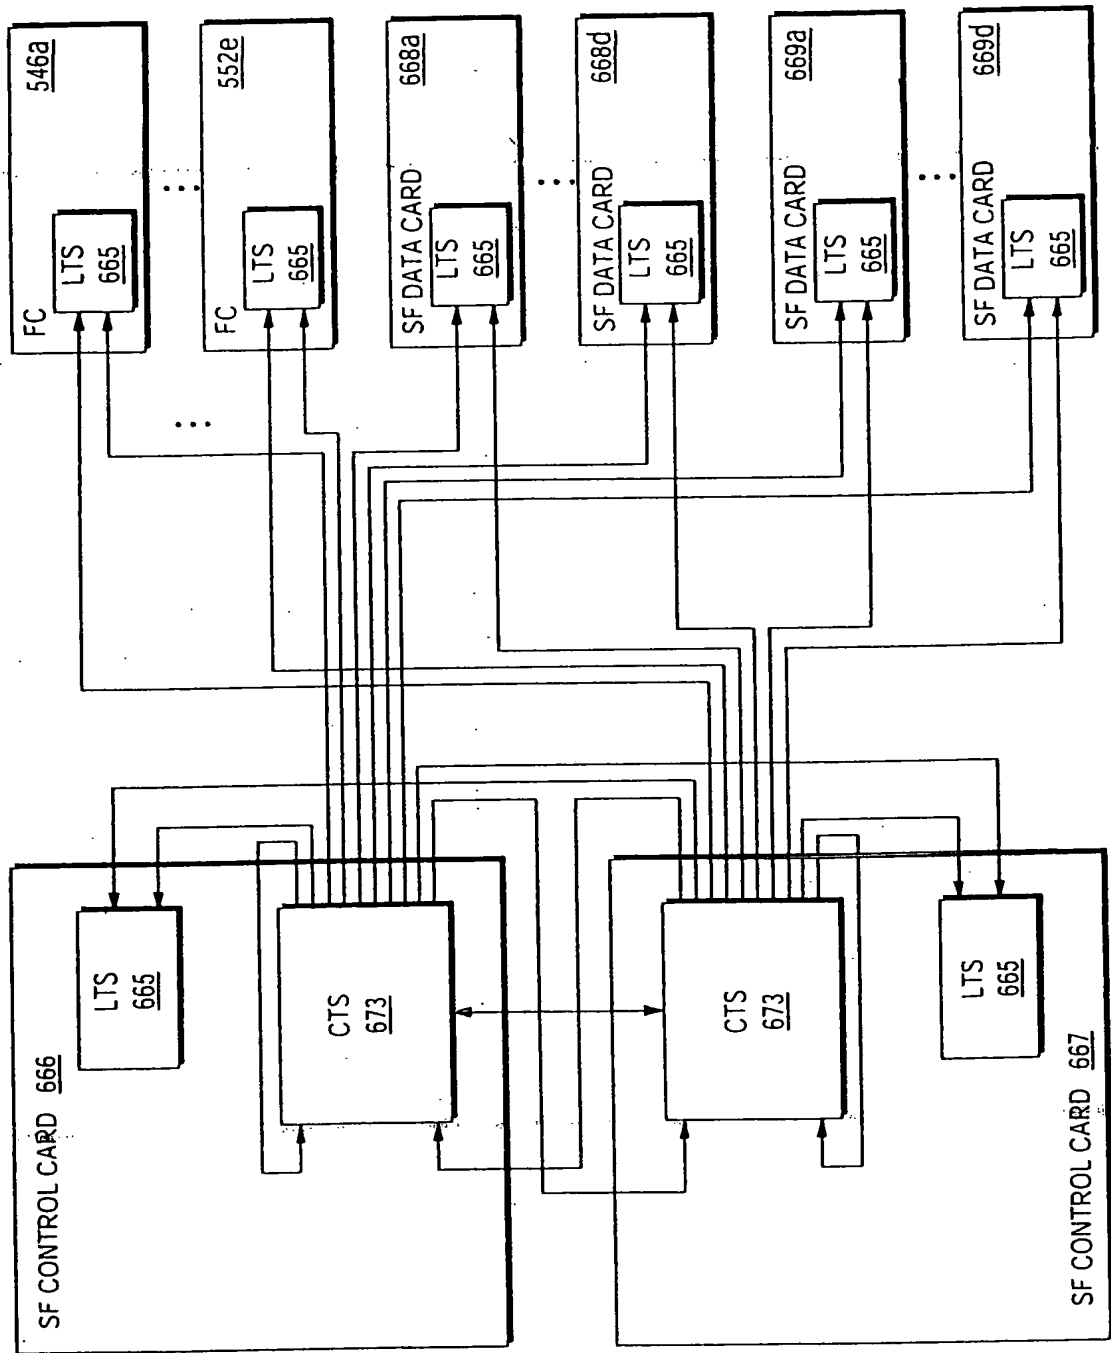 SF CONTROL CARD 666
LTS
665
CTS
673
SF CONTROL CARD 667
CTS
673
LTS
665
FC
546a
LTS
665
FC
552e
LTS
665
SF DATA CARD
668a
LTS
665
SF DATA CARD
668d
LTS
665
SF DATA CARD
669a
LTS
665
SF DATA CARD
669d
LTS
665